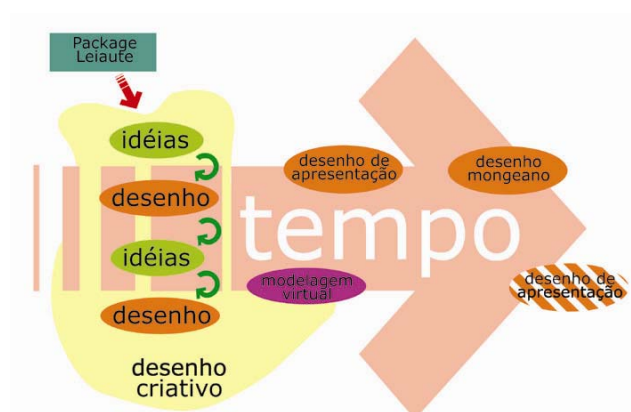 Package
Leiaute
idéias
desenho
idéias
desenho
desenho
criativo
tempo
desenho de
apresentação
modelagem
virtual
desenho
mongeano
desenho de
apresentação